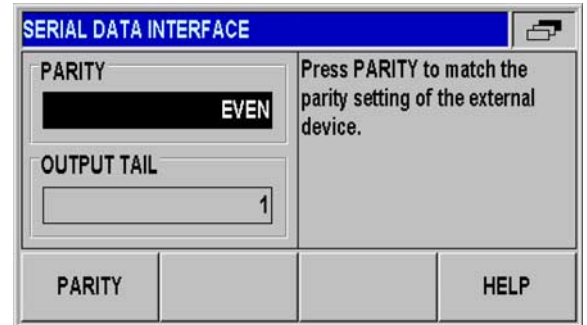 SERIAL DATA INTERFACE
PARITY
EVEN
OUTPUT TAIL
1
Press PARITY to match the
parity setting of the external
device.
PARITY
HELP